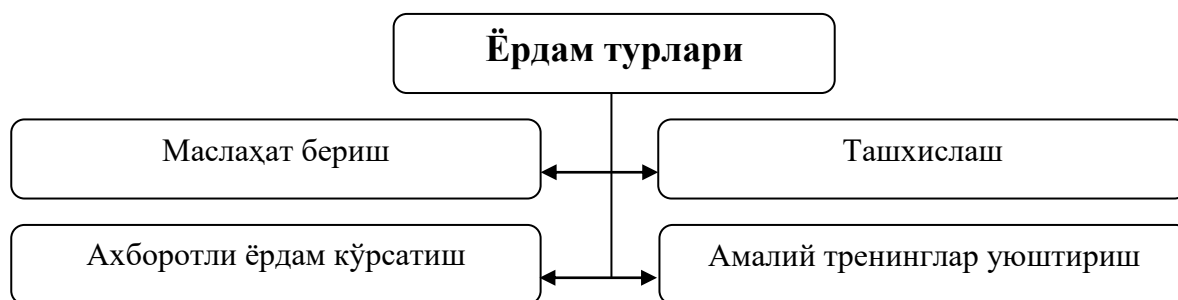 Ёрдам турлари
Маслаҳат бериш
Ташхислаш
Ахборотли ёрдам кўрсатиш
Амалий тренинглар уюштириш